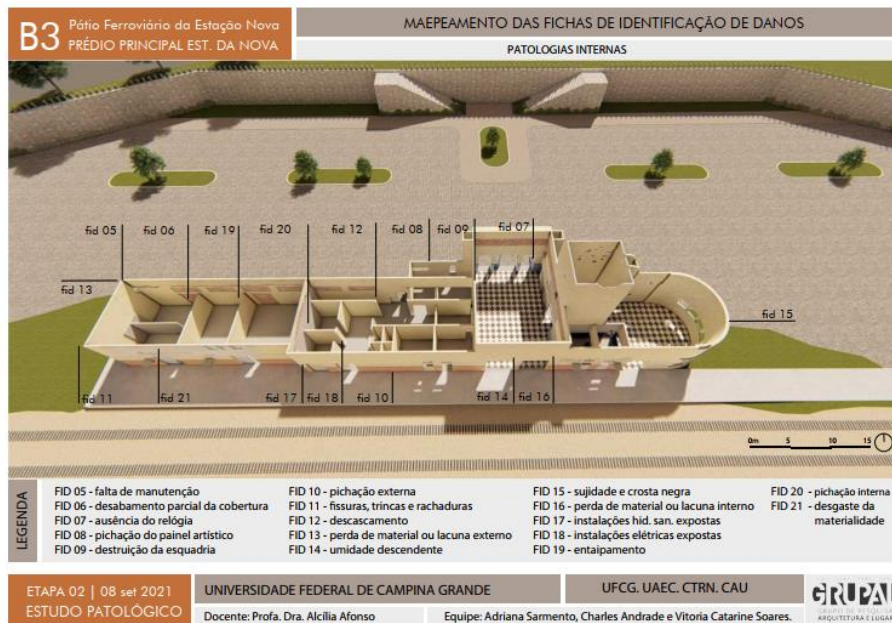 B3
Pátio Ferroviário da Estação Nova
PRÉDIO PRINCIPAL EST. DA NOVA
MAEPEAMENTO DAS FICHAS DE IDENTIFICAÇÃO DE DANOS
PATOLOGIAS INTERNAS
fid 05 fid 06 fid 19 fid 20 fid 12 fid 08 fid 09 fid 07
fid 13
fid 15
fid 11 fid 21 fid 17 fid 18 fid 10 fid 14 fid 16
0m 5 10 15
LEGENDA
FID 05 - falta de manutenção
FID 06 - desabamento parcial da cobertura
FID 07 - ausência do relógia
FID 08 - pichação do painel artístico
FID 09 - destruição da esquadria
FID 10 - pichação externa
FID 11 - fissuras, trincas e rachaduras
FID 12 - descascamento
FID 13 - perda de material ou lacuna externo
FID 14 - umidade descendente
FID 15 - sujidade e crosta negra
FID 16 - perda de material ou lacuna interno
FID 17 - instalações hid. san. expostas
FID 18 - instalações elétricas expostas
FID 19 - entaipamento
FID 20 - pichação interna
FID 21 - desgaste da
materialidade
ETAPA 02 | 08 set 2021
ESTUDO PATOLÓGICO
UNIVERSIDADE FEDERAL DE CAMPINA GRANDE
UFCG. UAEC. CTRN. CAU
Docente: Profa. Dra. Alcília Afonso
Equipe: Adriana Sarmento, Charles Andrade e Vitoria Catarine Soares.
GRUPAL
GRUPO DE PESQUISA
ARQUITETURA E LUGAR